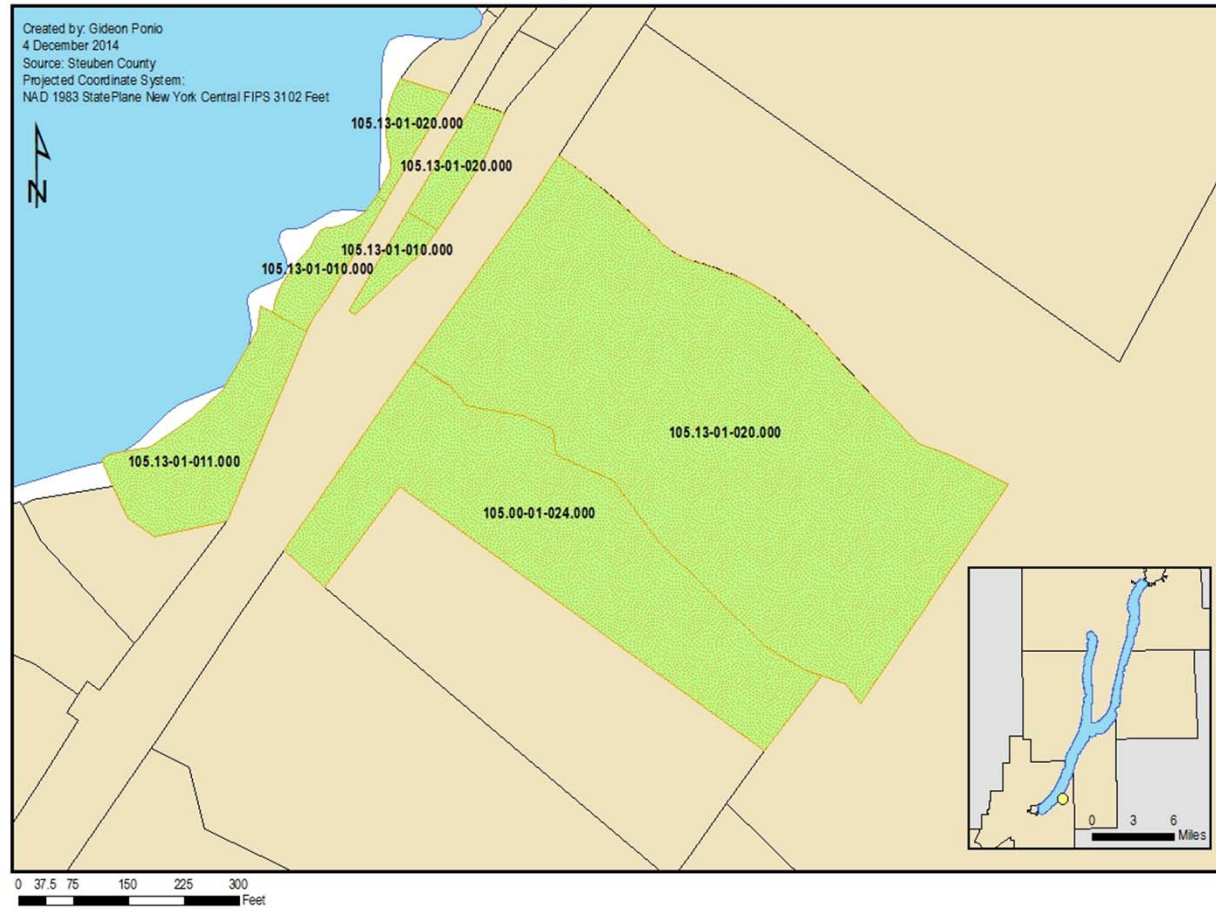 Created by: Gideon Ponio
4 December 2014
Source: Steuben County
Projected Coordinate System:
NAD 1983 StatePlane New York Central FIPS 3102 Feet
N
105.13-01-020.000
105.13-01-020.000
105.13-01-010.000
105.13-01-010.000
105.13-01-020.000
105.13-01-011.000
105.00-01-024.000
0 3 6
Miles
0 37.5 75 150 225 300
Feet